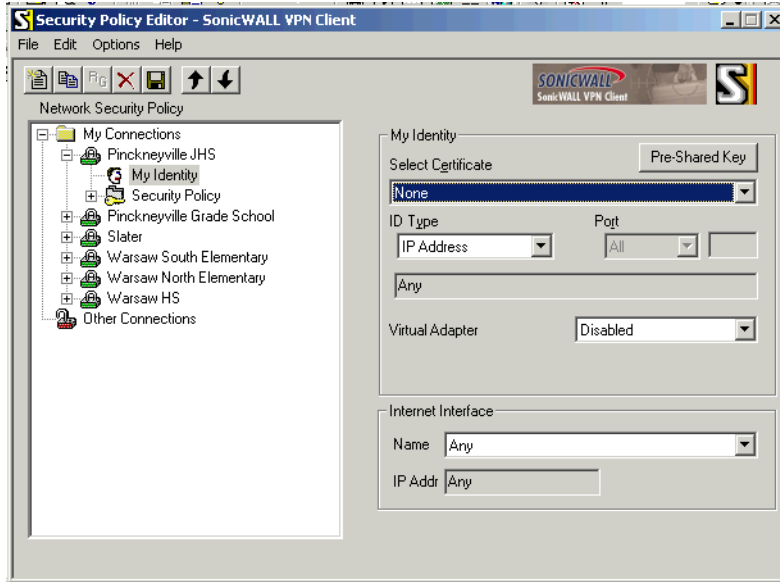 Security Policy Editor - SonicWALL VPN Client
File Edit Options Help
SONICWALL
SonicWALL VPN Client
Network Security Policy
My Connections
Pinckneyville JHS
My Identity
Security Policy
Pinckneyville Grade School
Slater
Warsaw South Elementary
Warsaw North Elementary
Warsaw HS
Other Connections
My Identity
Select Certificate
Pre-Shared Key
None
ID Type
Port
IP Address
All
Any
Virtual Adapter
Disabled
Internet Interface
Name
Any
IP Addr
Any